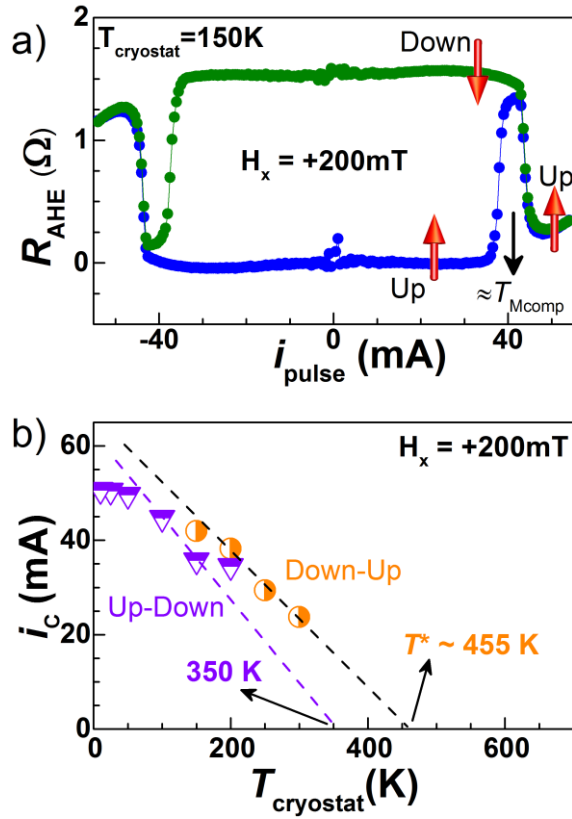 a)
T_cryostat=150K
Down
H_x = +200mT
Up
Up
≈T_Mcomp
R_AHE (Ω)
2
1
0
-40
0
40
i_pulse (mA)
b)
H_x = +200mT
60
40
20
0
i_C (mA)
Down-Up
Up-Down
T* ~ 455 K
350 K
0
200
400
600
T_cryostat(K)